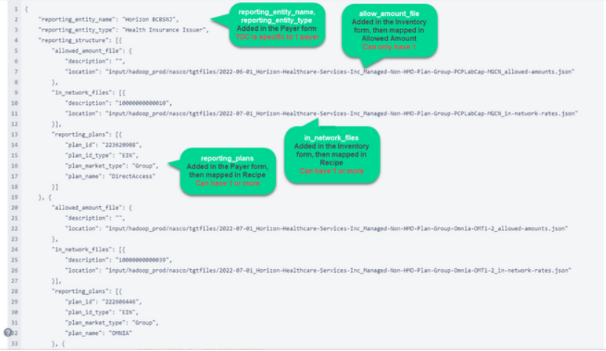 1 {
2 "reporting_entity_name": "Horizon BCBSNJ",
3 "reporting_entity_type": "Health Insurance Issuer",
4 "reporting_structure": [{
5 "allowed_amount_file": {
6 "description": "",
7 "location": "input/hadoop_prod/nasco/tgtfiles/2022-06-01_Horizon-Healthcare-Services-Inc_Managed-Non-HMO-Plan-Group-PCPLabCap-MGCN_allowed-amounts.json"
8 },
9 "in_network_files": [{
10 "description": "10000000000010",
11 "location": "input/hadoop_prod/nasco/tgtfiles/2022-07-01_Horizon-Healthcare-Services-Inc_Managed-Non-HMO-Plan-Group-PCPLabCap-MGCN_in-network-rates.json"
12 }],
13 "reporting_plans": [{
14 "plan_id": "223620988",
15 "plan_id_type": "EIN",
16 "plan_market_type": "Group",
17 "plan_name": "DirectAccess"
18 }]
19 }, {
20 "allowed_amount_file": {
21 "description": "",
22 "location": "input/hadoop_prod/nasco/tgtfiles/2022-07-01_Horizon-Healthcare-Services-Inc_Managed-Non-HMO-Plan-Group-Omnia-OMTi-2_allowed-amounts.json"
23 },
24 "in_network_files": [{
25 "description": "10000000000039",
26 "location": "input/hadoop_prod/nasco/tgtfiles/2022-07-01_Horizon-Healthcare-Services-Inc_Managed-Non-HMO-Plan-Group-Omnia-OMTi-2_in-network-rates.json"
27 }],
28 "reporting_plans": [{
29 "plan_id": "222606446",
30 "plan_id_type": "EIN",
31 "plan_market_type": "Group",
32 "plan_name": "OMNIA"
33 }, {
reporting_entity_name,
reporting_entity_type
Added in the Payer form
TOC is specific to 1 payer
allow_amount_file
Added in the Inventory
form, then mapped in
Allowed Amount
Can only have 1
in_network_files
Added in the Inventory
form, then mapped in
Recipe
Can have 1 or more
reporting_plans
Added in the Payer form,
then mapped in Recipe
Can have 1 or more